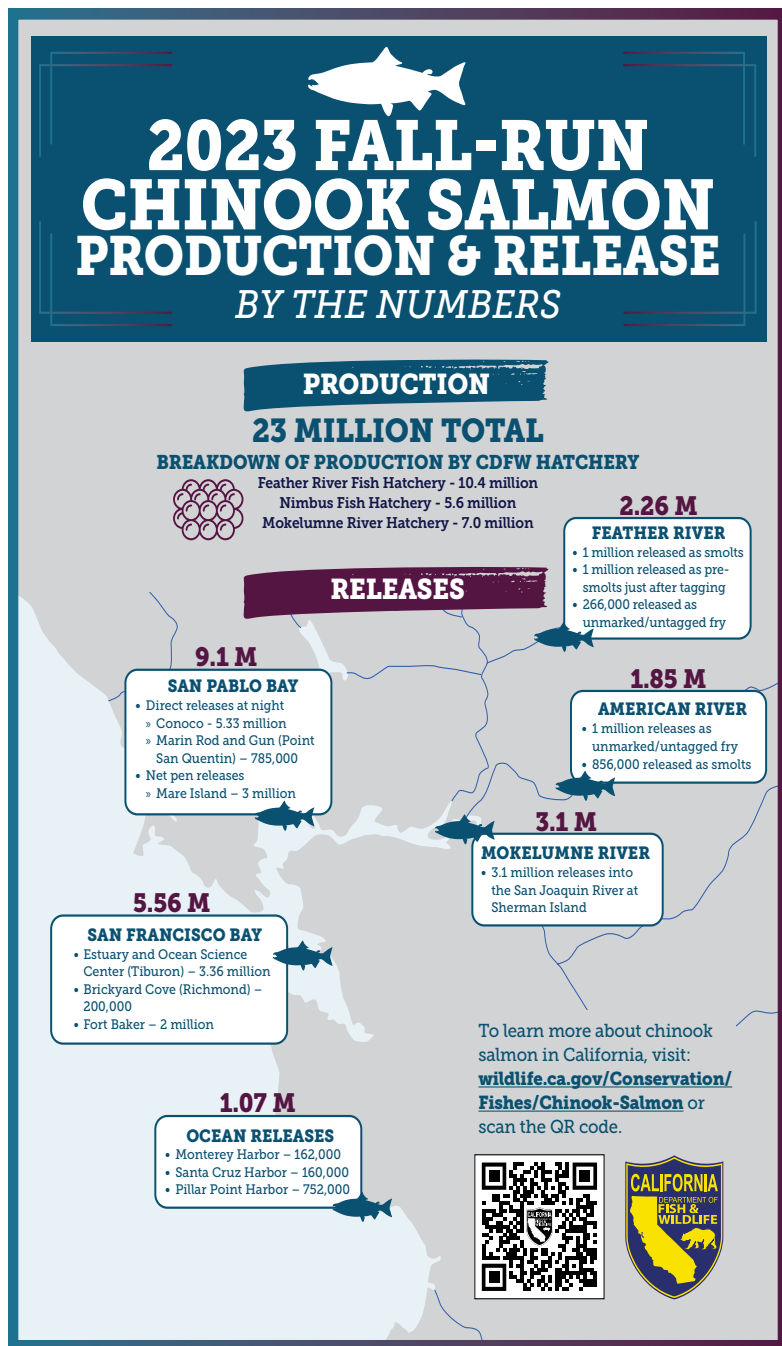 2023 FALL-RUN
CHINOOK SALMON
PRODUCTION & RELEASE
BY THE NUMBERS
PRODUCTION
23 MILLION TOTAL
BREAKDOWN OF PRODUCTION BY CDFW HATCHERY
Feather River Fish Hatchery - 10.4 million
Nimbus Fish Hatchery - 5.6 million
Mokelumne River Hatchery - 7.0 million
RELEASES
2.26 M
FEATHER RIVER
• 1 million released as smolts
• 1 million released as pre-
smolts just after tagging
• 266,000 released as
unmarked/untagged fry
9.1 M
SAN PABLO BAY
• Direct releases at night
» Conoco - 5.33 million
» Marin Rod and Gun (Point
San Quentin) – 785,000
• Net pen releases
» Mare Island – 3 million
1.85 M
AMERICAN RIVER
• 1 million releases as
unmarked/untagged fry
• 856,000 released as smolts
3.1 M
MOKELUMNE RIVER
• 3.1 million releases into
the San Joaquin River at
Sherman Island
5.56 M
SAN FRANCISCO BAY
• Estuary and Ocean Science
Center (Tiburon) – 3.36 million
• Brickyard Cove (Richmond) –
200,000
• Fort Baker – 2 million
1.07 M
OCEAN RELEASES
• Monterey Harbor – 162,000
• Santa Cruz Harbor – 160,000
• Pillar Point Harbor – 752,000
To learn more about chinook
salmon in California, visit:
wildlife.ca.gov/Conservation/
Fishes/Chinook-Salmon or
scan the QR code.
CALIFORNIA
DEPARTMENT OF
FISH &
WILDLIFE